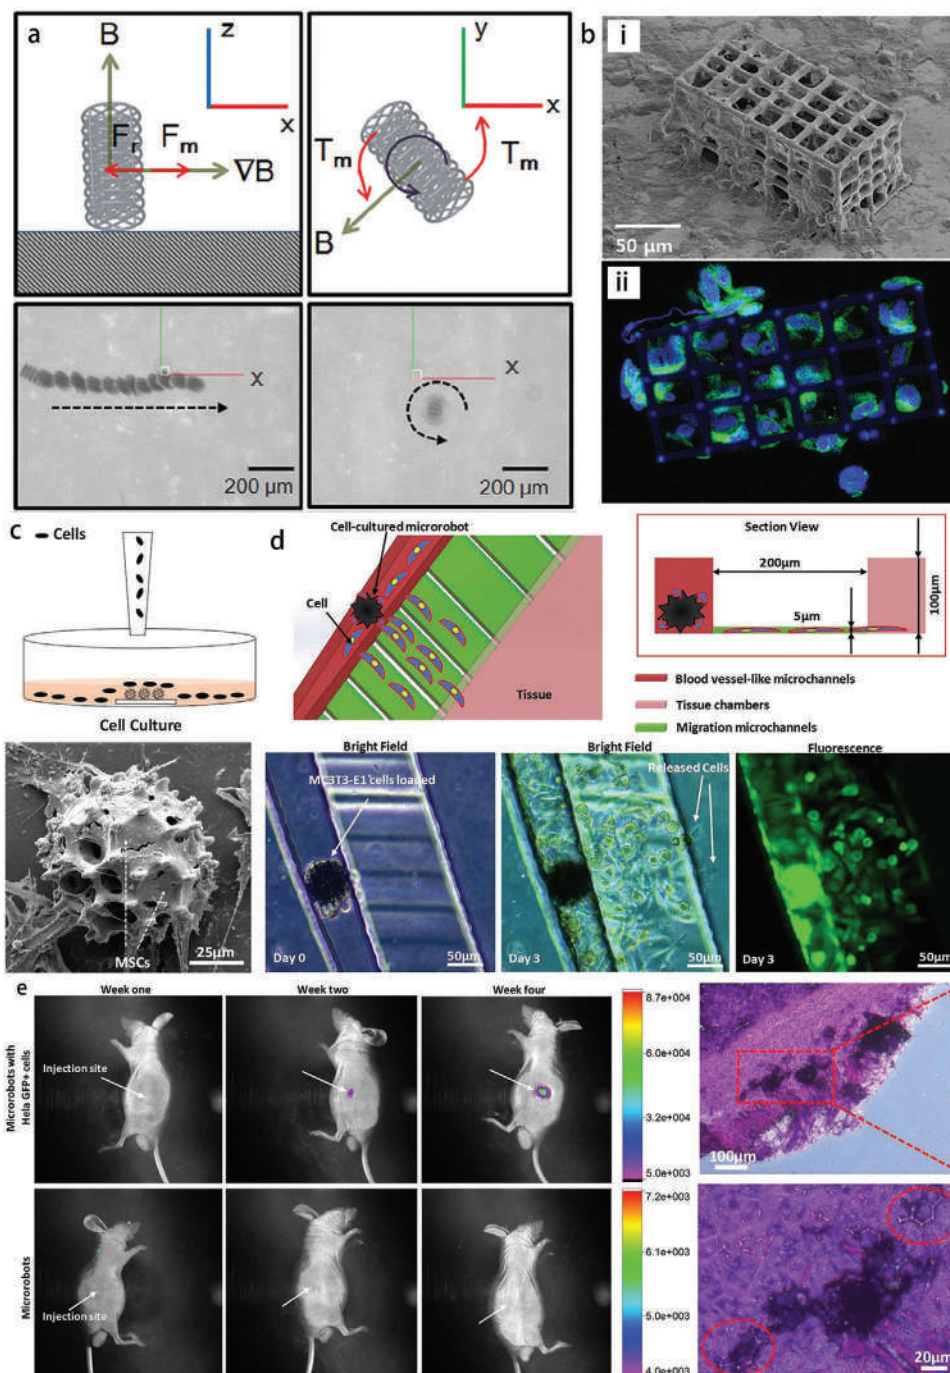 a
B
z
x
Fr
Fm
∇B
y
x
Tm
Tm
B
x
200 μm
x
200 μm
b
i
50 μm
ii
c
Cells
Cell Culture
MSCs
25μm
d
Cell-cultured microrobot
Cell
Tissue
Section View
200μm
5μm
100μm
Blood vessel-like microchannels
Tissue chambers
Migration microchannels
Bright Field
MC3T3-E1 cells loaded
Day 0
50μm
Bright Field
Released Cells
Day 3
50μm
Fluorescence
Day 3
50μm
e
Week one
Week two
Week four
Microrobots with
Hela GFP+ cells
Injection site
8.7e+004
6.0e+004
3.2e+004
5.0e+003
100μm
Microrobots
Injection site
7.2e+003
6.1e+003
5.0e+003
4.0e+003
20μm